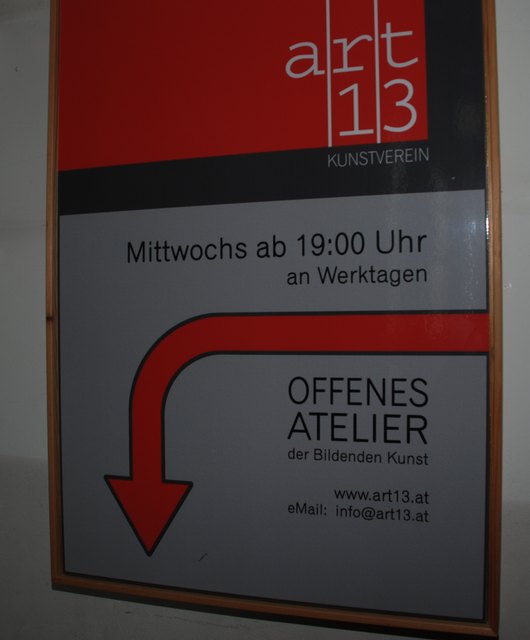 art
13
KUNSTVEREIN
Mittwochs ab 19:00 Uhr
an Werktagen
OFFENES
ATELIER
der Bildenden Kunst
www.art13.at
eMail: info@art13.at